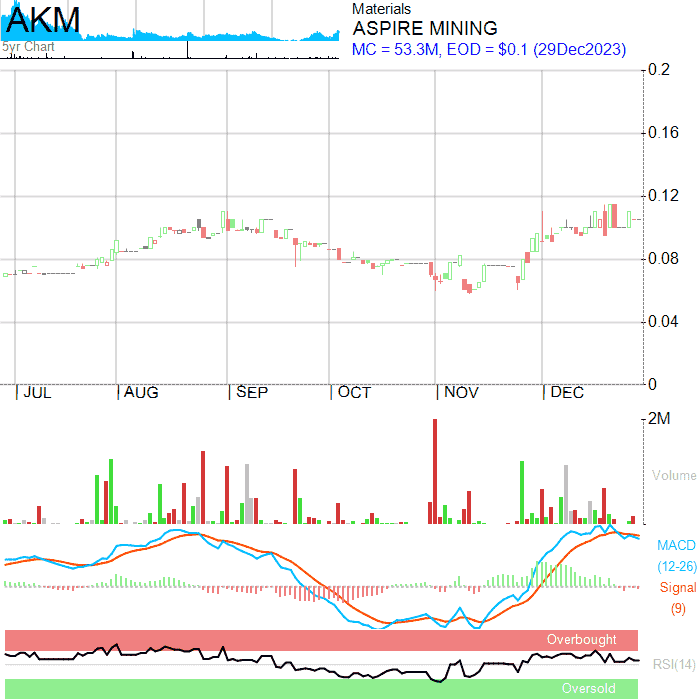 AKM
5yr Chart
Materials
ASPIRE MINING
MC = 53.3M, EOD = $0.1 (29Dec2023)
0.2
0.16
0.12
0.08
0.04
0
JUL AUG SEP OCT NOV DEC
2M
Volume
MACD
(12-26)
Signal
(9)
Overbought
RSI(14)
Oversold